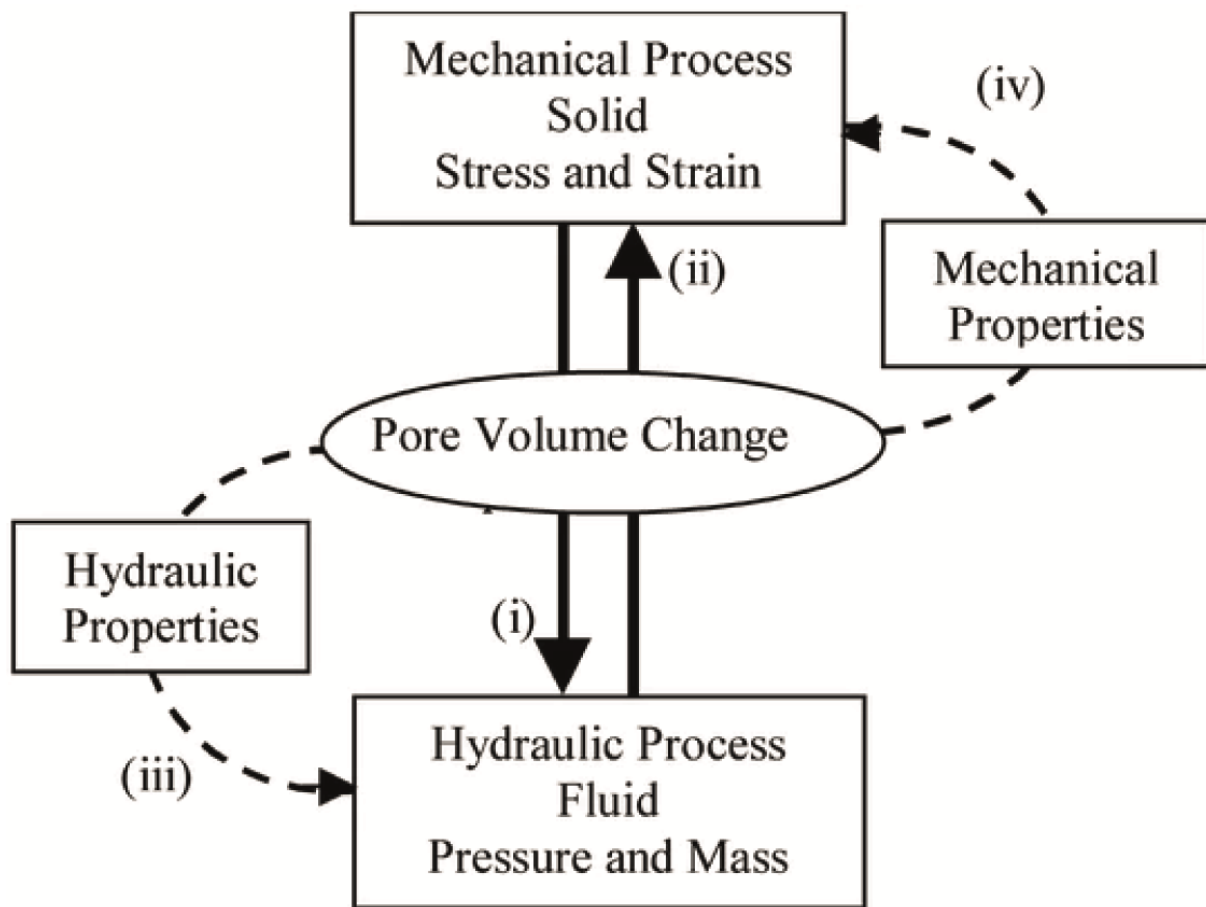 Mechanical Process
Solid
Stress and Strain
(iv)
(ii)
Mechanical
Properties
Pore Volume Change
Hydraulic
Properties
(i)
(iii)
Hydraulic Process
Fluid
Pressure and Mass